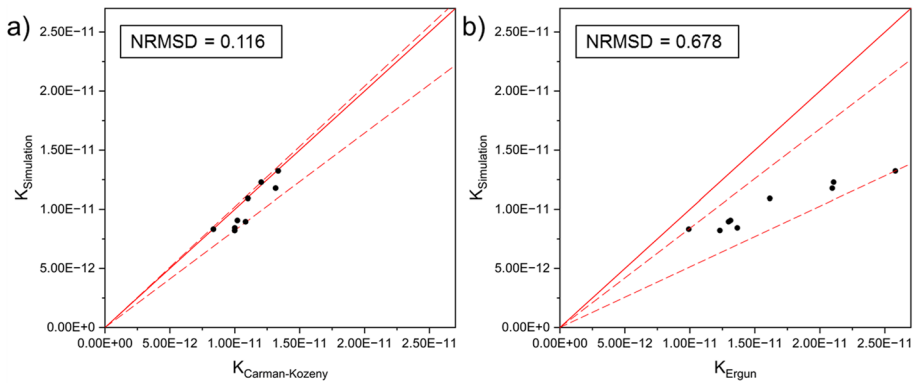 a)
NRMSD = 0.116
2.50E−11
2.00E−11
1.50E−11
1.00E−11
5.00E−12
0.00E+0
K_Simulation
0.00E+00 5.00E-12 1.00E-11 1.50E-11 2.00E-11 2.50E-11
K_Carman-Kozeny
b)
NRMSD = 0.678
2.50E−11
2.00E−11
1.50E−11
1.00E−11
5.00E−12
0.00E+0
K_Simulation
0.00E+00 5.00E-12 1.00E-11 1.50E-11 2.00E-11 2.50E-11
K_Ergun